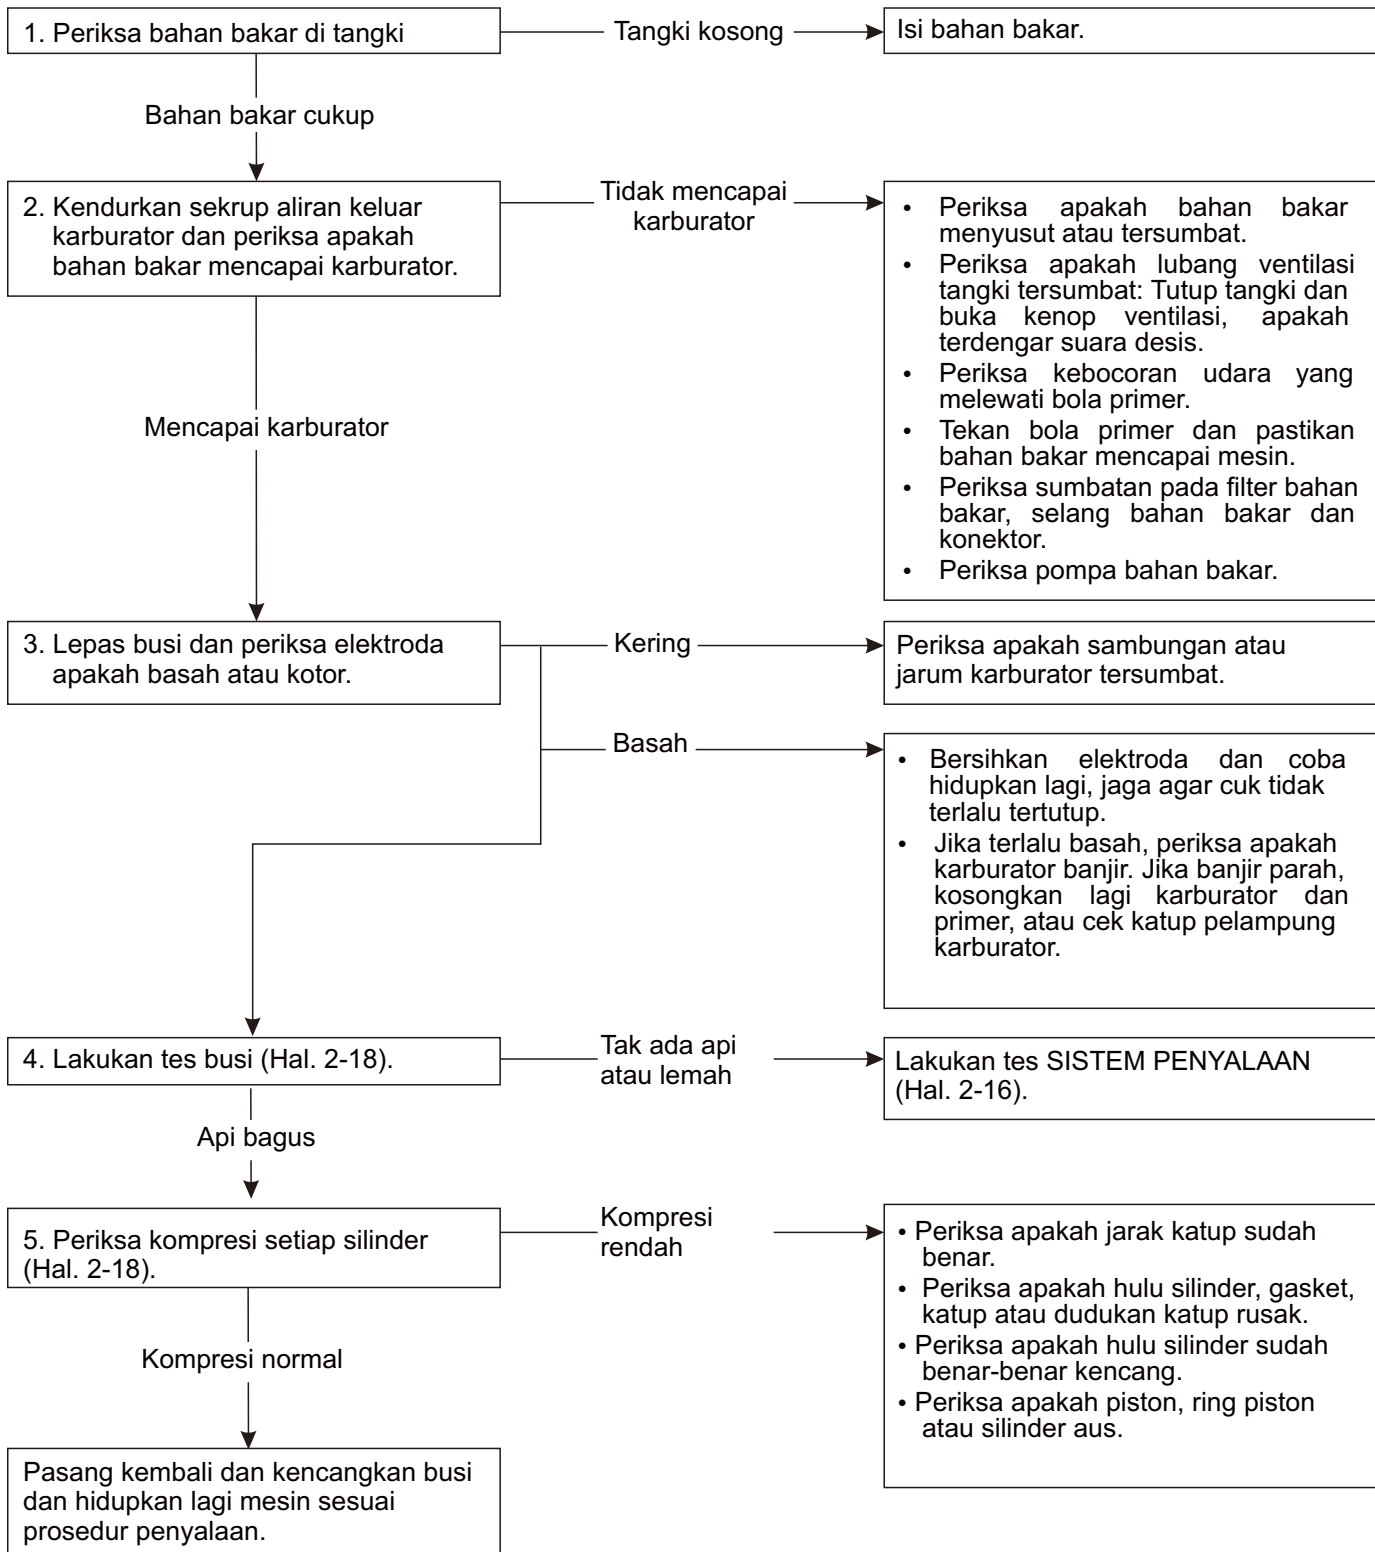 1. Periksa bahan bakar di tangki
Tangki kosong
Isi bahan bakar.
Bahan bakar cukup
2. Kendurkan sekrup aliran keluar
karburator dan periksa apakah
bahan bakar mencapai karburator.
Tidak mencapai
karburator
• Periksa apakah bahan bakar
menyusut atau tersumbat.
• Periksa apakah lubang ventilasi
tangki tersumbat: Tutup tangki dan
buka kenop ventilasi, apakah
terdengar suara desis.
• Periksa kebocoran udara yang
melewati bola primer.
• Tekan bola primer dan pastikan
bahan bakar mencapai mesin.
• Periksa sumbatan pada filter bahan
bakar, selang bahan bakar dan
konektor.
• Periksa pompa bahan bakar.
Mencapai karburator
3. Lepas busi dan periksa elektroda
apakah basah atau kotor.
Kering
Periksa apakah sambungan atau
jarum karburator tersumbat.
Basah
• Bersihkan elektroda dan coba
hidupkan lagi, jaga agar cuk tidak
terlalu tertutup.
• Jika terlalu basah, periksa apakah
karburator banjir. Jika banjir parah,
kosongkan lagi karburator dan
primer, atau cek katup pelampung
karburator.
4. Lakukan tes busi (Hal. 2-18).
Tak ada api
atau lemah
Lakukan tes SISTEM PENYALAAN
(Hal. 2-16).
Api bagus
5. Periksa kompresi setiap silinder
(Hal. 2-18).
Kompresi
rendah
• Periksa apakah jarak katup sudah
benar.
• Periksa apakah hulu silinder, gasket,
katup atau dudukan katup rusak.
• Periksa apakah hulu silinder sudah
benar-benar kencang.
• Periksa apakah piston, ring piston
atau silinder aus.
Kompresi normal
Pasang kembali dan kencangkan busi
dan hidupkan lagi mesin sesuai
prosedur penyalaan.